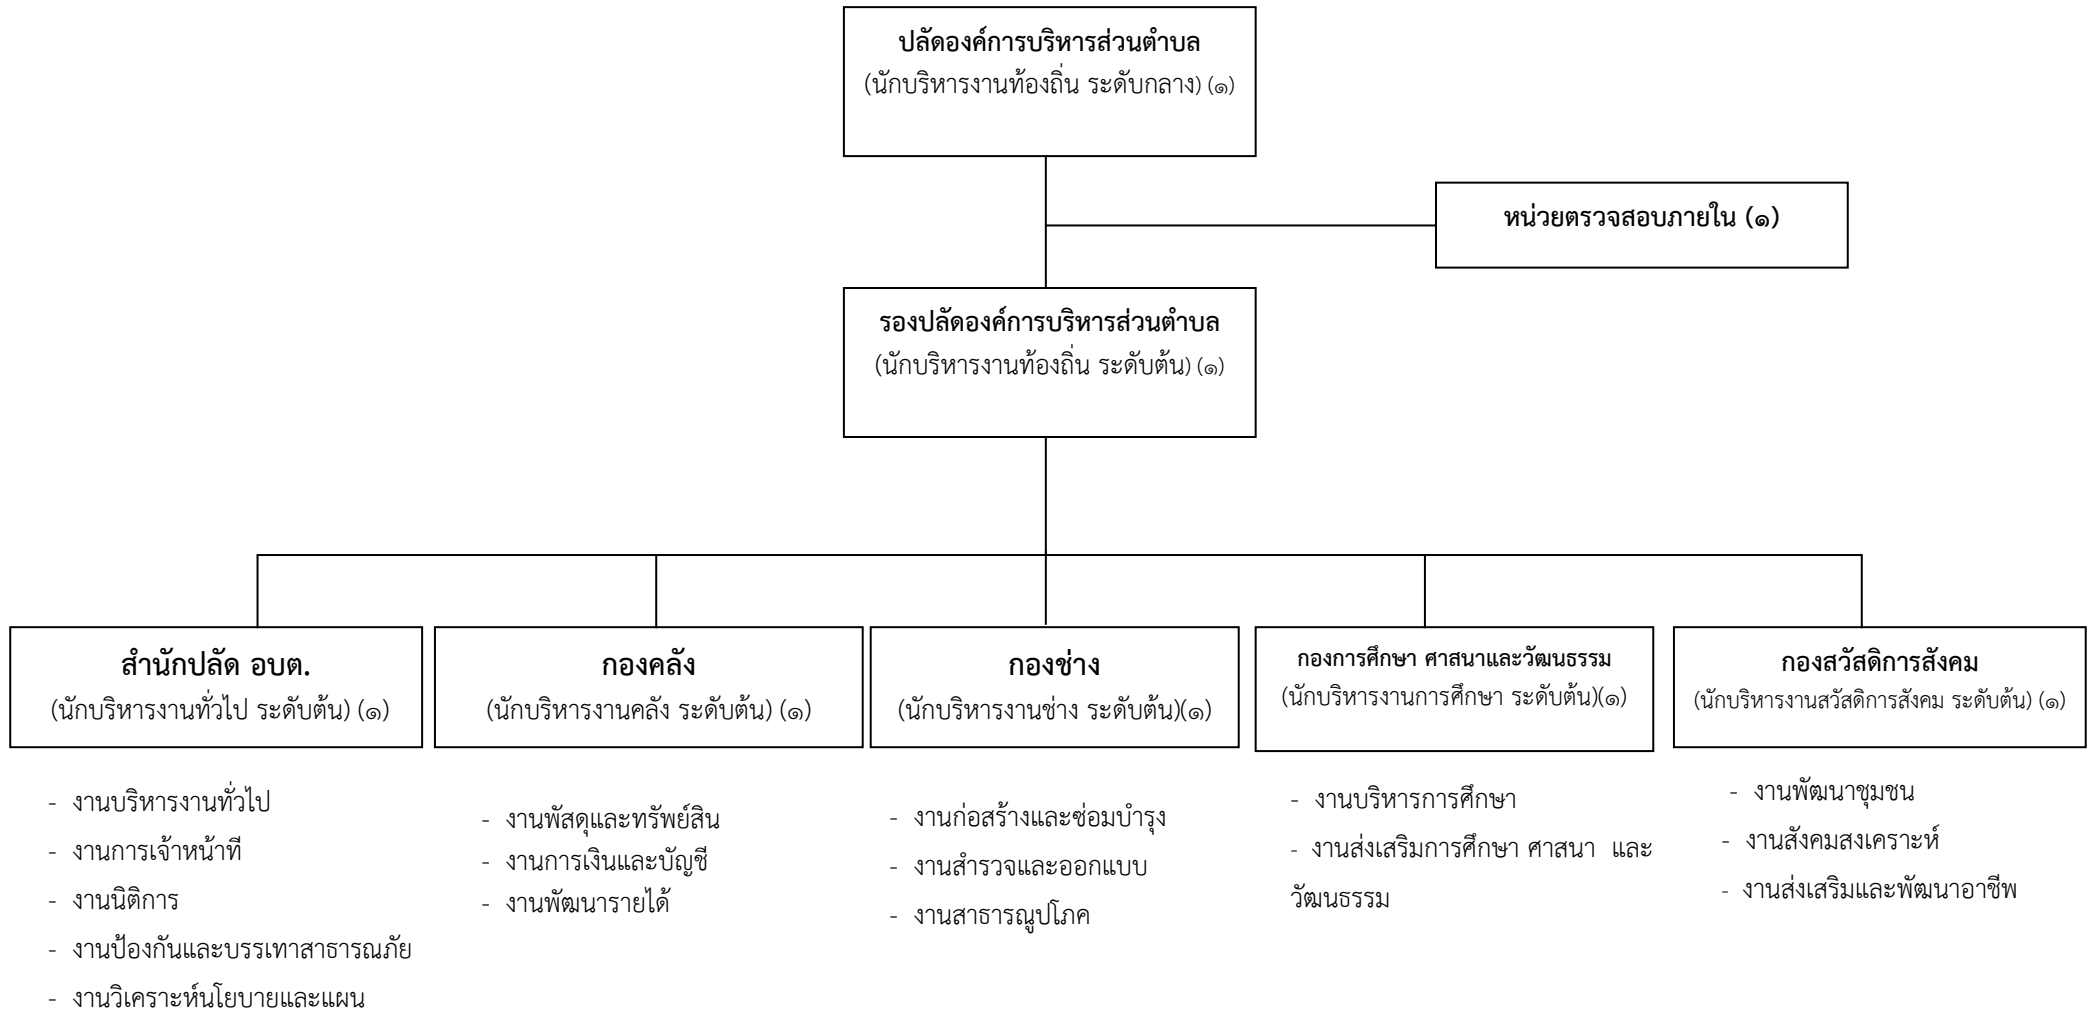 ปลัดองค์การบริหารส่วนตำบล
(นักบริหารงานท้องถิ่น ระดับกลาง) (๑)
หน่วยตรวจสอบภายใน (๑)
รองปลัดองค์การบริหารส่วนตำบล
(นักบริหารงานท้องถิ่น ระดับต้น) (๑)
สำนักปลัด อบต.
(นักบริหารงานทั่วไป ระดับต้น) (๑)
- งานบริหารงานทั่วไป
- งานการเจ้าหน้าที
- งานนิติการ
- งานป้องกันและบรรเทาสาธารณภัย
- งานวิเคราะห์นโยบายและแผน
กองคลัง
(นักบริหารงานคลัง ระดับต้น) (๑)
- งานพัสดุและทรัพย์สิน
- งานการเงินและบัญชี
- งานพัฒนารายได้
กองช่าง
(นักบริหารงานช่าง ระดับต้น)(๑)
- งานก่อสร้างและซ่อมบำรุง
- งานสำรวจและออกแบบ
- งานสาธารณูปโภค
กองการศึกษา ศาสนาและวัฒนธรรม
(นักบริหารงานการศึกษา ระดับต้น)(๑)
- งานบริหารการศึกษา
- งานส่งเสริมการศึกษา ศาสนา และ
วัฒนธรรม
กองสวัสดิการสังคม
(นักบริหารงานสวัสดิการสังคม ระดับต้น) (๑)
- งานพัฒนาชุมชน
- งานสังคมสงเคราะห์
- งานส่งเสริมและพัฒนาอาชีพ